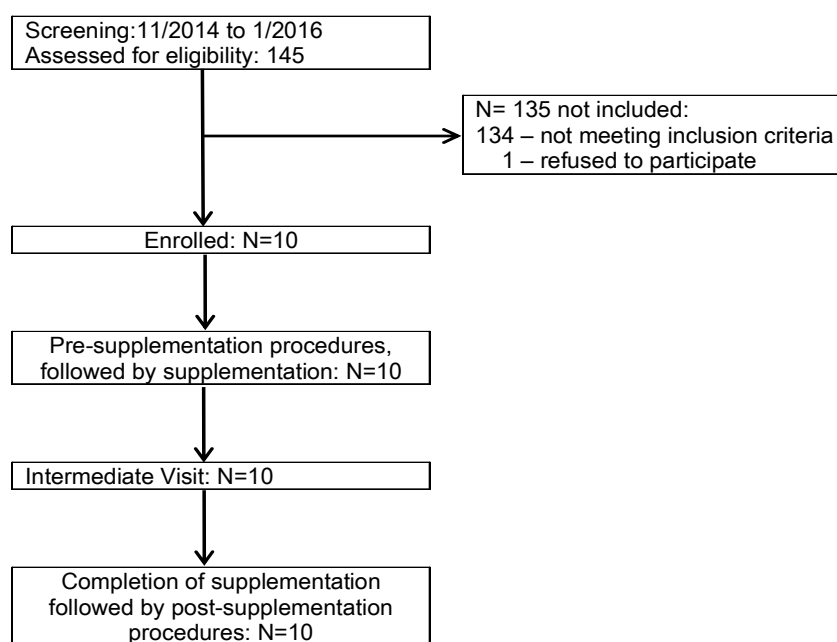 Screening:11/2014 to 1/2016
Assessed for eligibility: 145
N= 135 not included:
134 – not meeting inclusion criteria
1 – refused to participate
Enrolled: N=10
Pre-supplementation procedures,
followed by supplementation: N=10
Intermediate Visit: N=10
Completion of supplementation
followed by post-supplementation
procedures: N=10